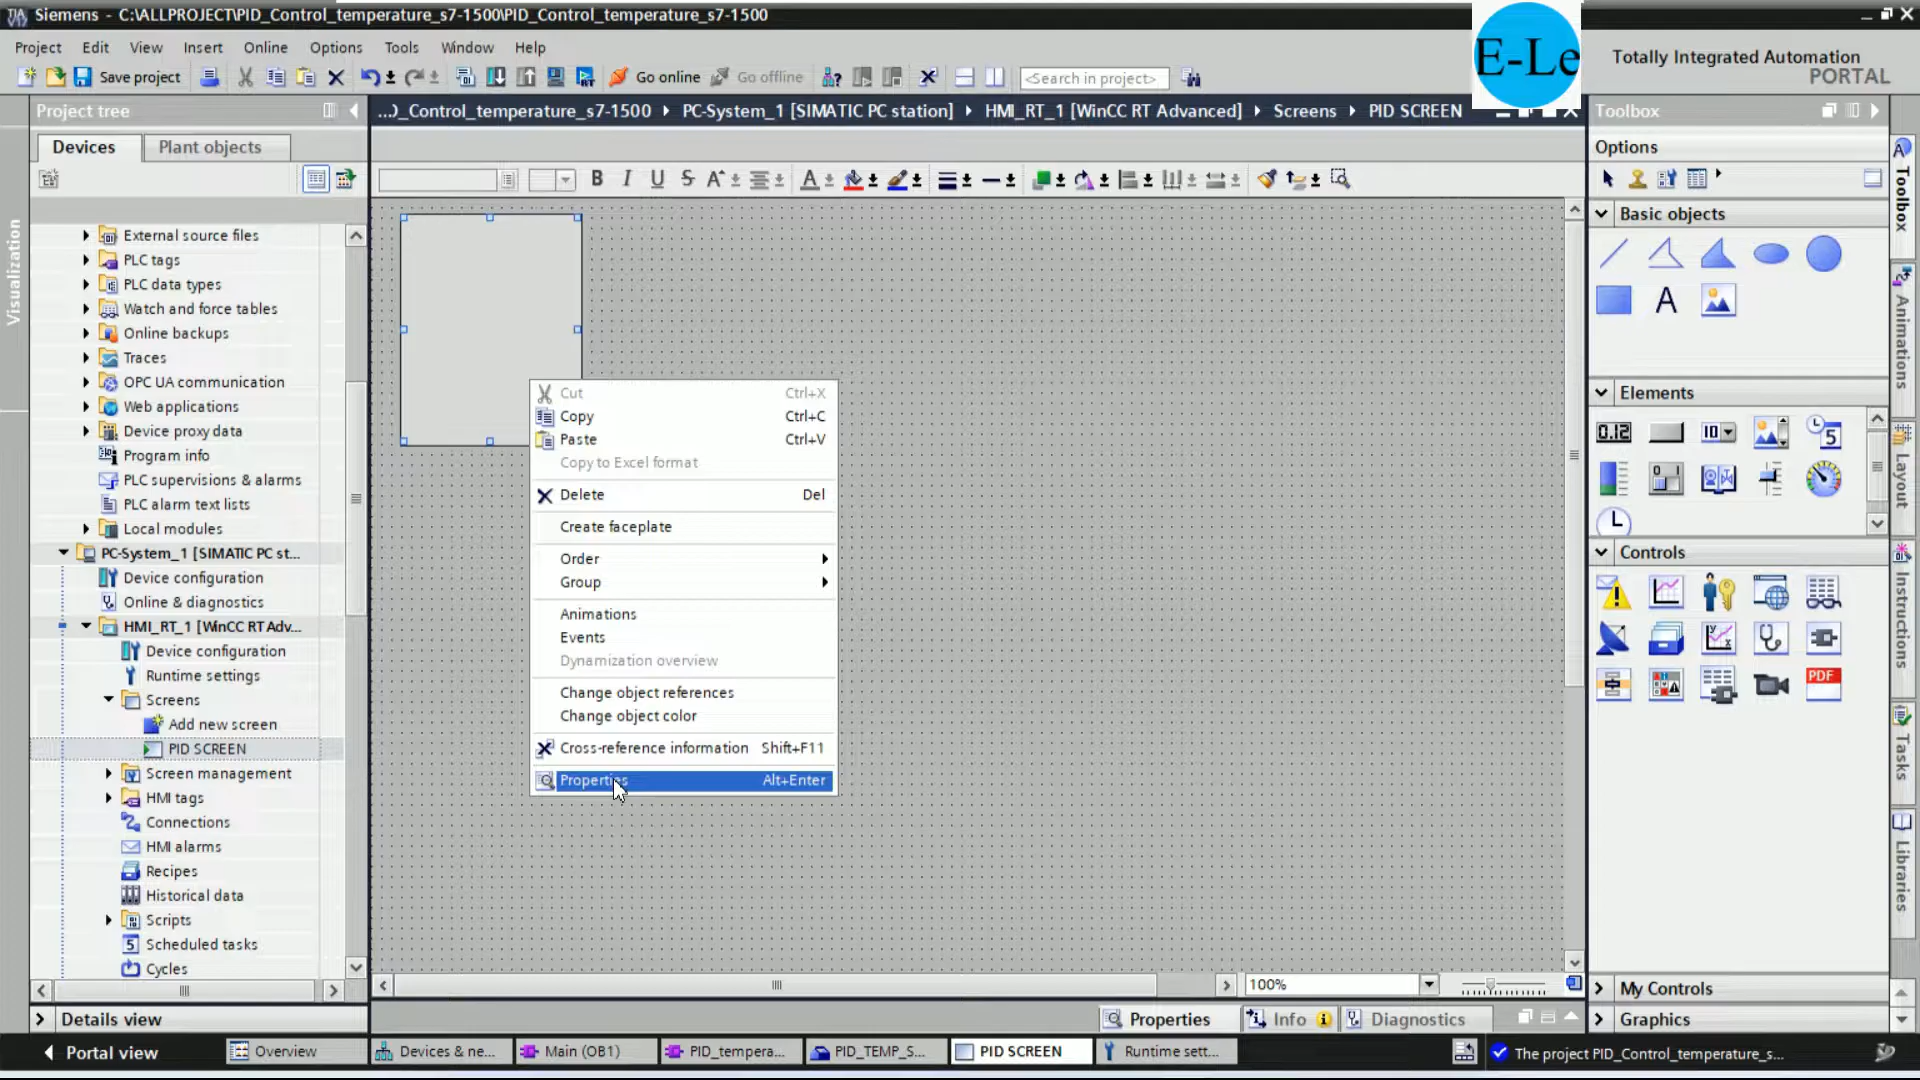 Siemens - C:\ALLPROJECT\PID_Control_temperature_s7-1500\PID_Control_temperature_s7-1500
E-Le
Project Edit View Insert Online Options Tools Window Help
Totally Integrated Automation
PORTAL
Save project
Go online
Go offline
<Search in project>
Project tree
...)_Control_temperature_s7-1500 PC-System_1 [SIMATIC PC station] HMI_RT_1 [WinCC RT Advanced] Screens PID SCREEN
Toolbox
Devices
Plant objects
Options
Visualization
External source files
PLC tags
PLC data types
Watch and force tables
Online backups
Traces
OPC UA communication
Web applications
Device proxy data
Program info
PLC supervisions & alarms
PLC alarm text lists
Local modules
PC-System_1 [SIMATIC PC st...
Device configuration
Online & diagnostics
HMI_RT_1 [WinCC RT Adv...
Device configuration
Runtime settings
Screens
Add new screen
PID SCREEN
Screen management
HMI tags
Connections
HMI alarms
Recipes
Historical data
Scripts
Scheduled tasks
Cycles
Details view
Cut Ctrl+X
Copy Ctrl+C
Paste Ctrl+V
Copy to Excel format
Delete Del
Create faceplate
Order
Group
Animations
Events
Dynamization overview
Change object references
Change object color
Cross-reference information Shift+F11
Properties Alt+Enter
100%
Properties
Info
Diagnostics
Basic objects
Elements
Controls
PDF
My Controls
Graphics
Toolbox
Animations
Layout
Instructions
Tasks
Libraries
Portal view
Overview
Devices & ne...
Main (OB1)
PID_tempera...
PID_TEMP_S...
PID SCREEN
Runtime sett...
The project PID_Control_temperature_s...